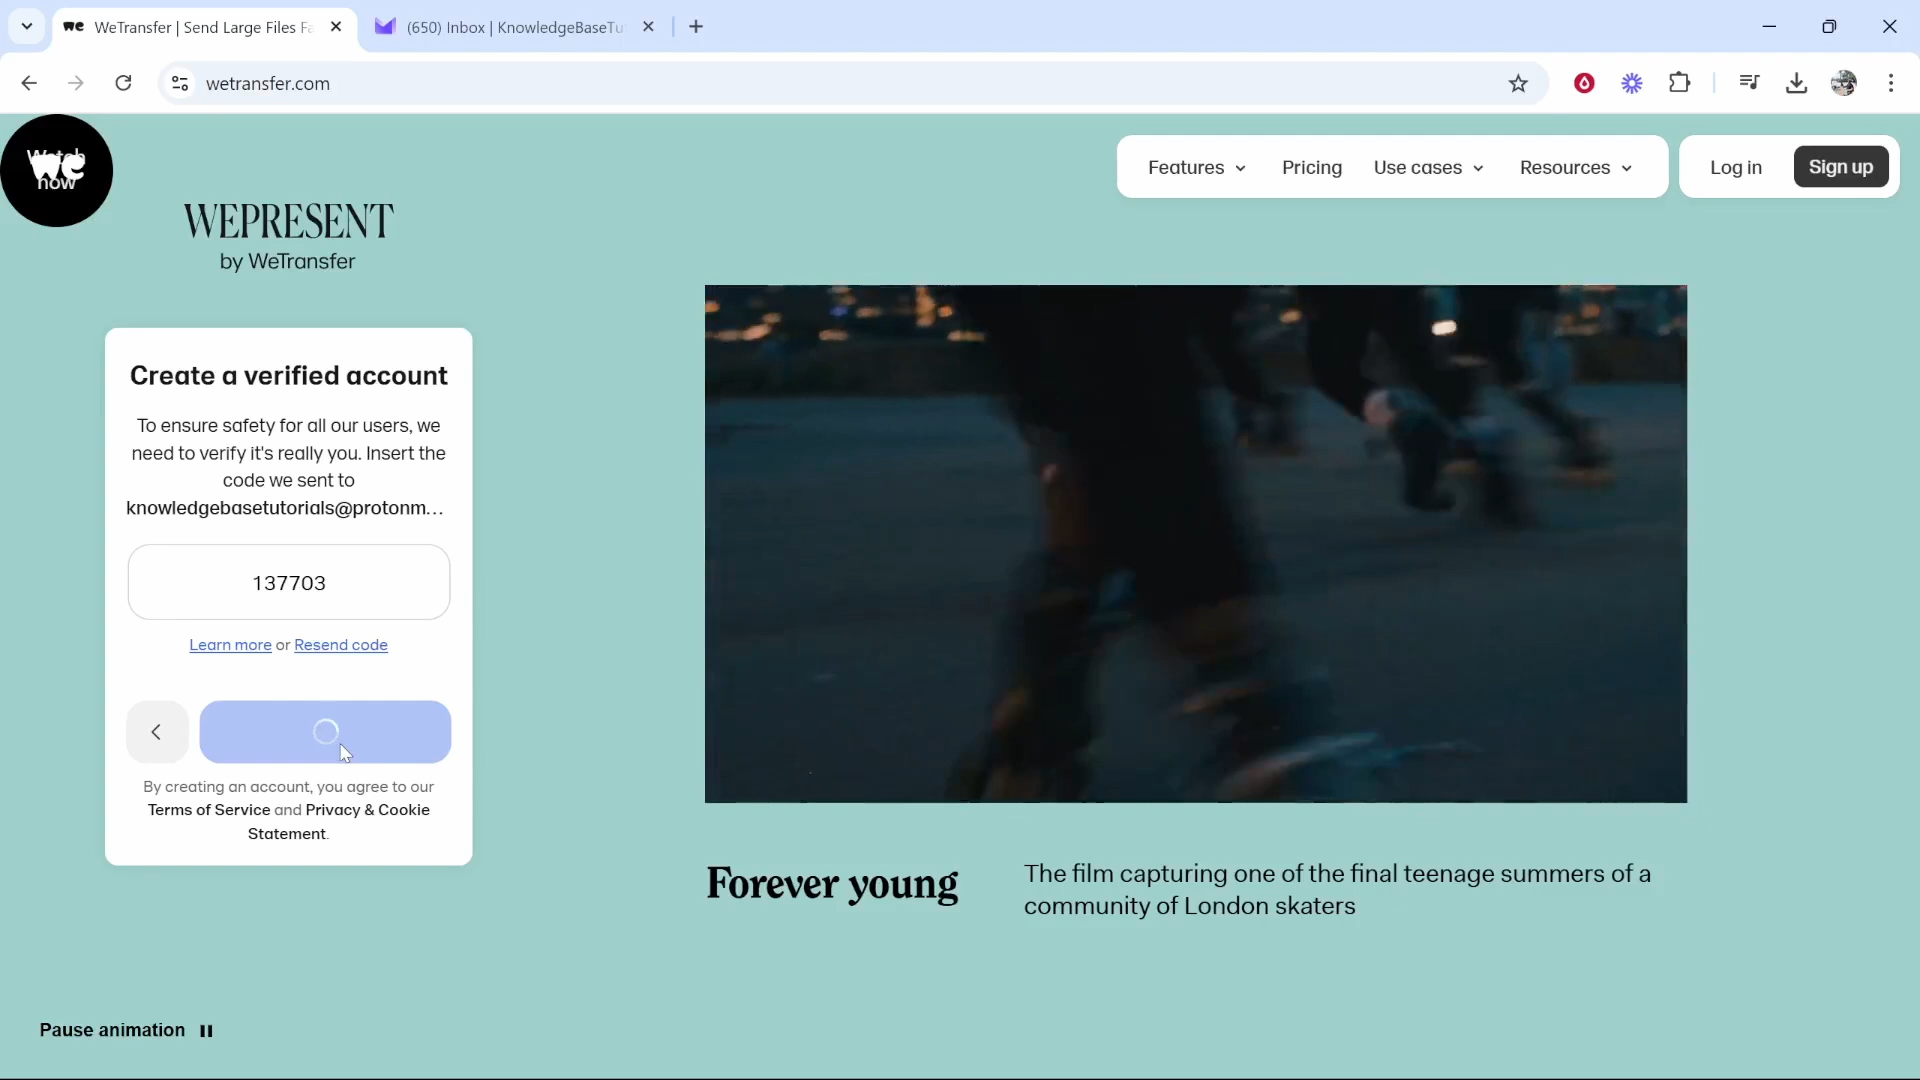 WeTransfer | Send Large Files Fa
(650) Inbox | KnowledgeBaseTu
wetransfer.com
Watch
we
now
Features
Pricing
Use cases
Resources
Log in
Sign up
WEPRESENT
by WeTransfer
Create a verified account
To ensure safety for all our users, we
need to verify it's really you. Insert the
code we sent to
knowledgebasetutorials@protonm...
137703
Learn more or Resend code
By creating an account, you agree to our
Terms of Service and Privacy & Cookie
Statement.
Forever young
The film capturing one of the final teenage summers of a
community of London skaters
Pause animation